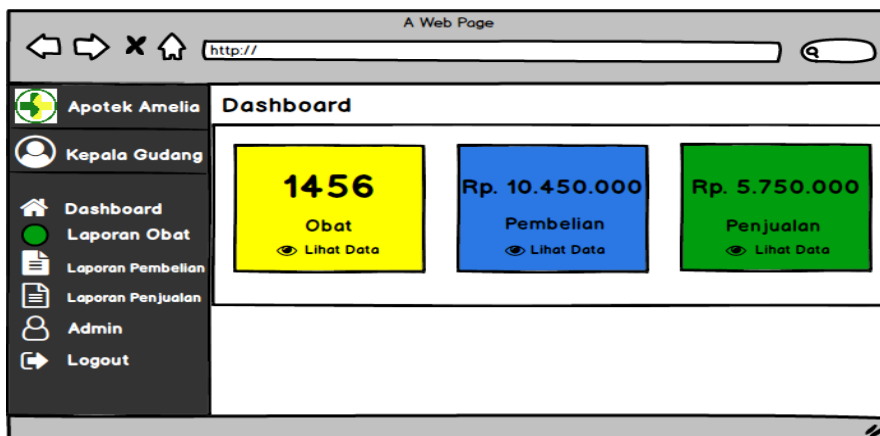 A Web Page
http://
Apotek Amelia
Kepala Gudang
Dashboard
Laporan Obat
Laporan Pembelian
Laporan Penjualan
Admin
Logout
Dashboard
1456
Obat
Lihat Data
Rp. 10.450.000
Pembelian
Lihat Data
Rp. 5.750.000
Penjualan
Lihat Data